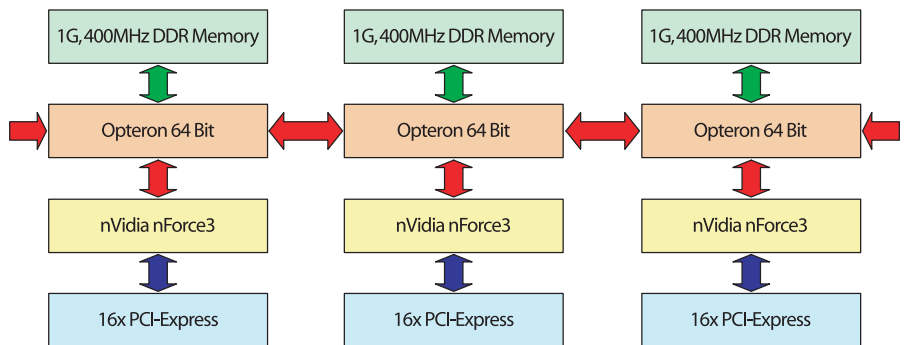 1G, 400MHz DDR Memory
1G, 400MHz DDR Memory
1G, 400MHz DDR Memory
Opteron 64 Bit
Opteron 64 Bit
Opteron 64 Bit
nVidia nForce3
nVidia nForce3
nVidia nForce3
16x PCI-Express
16x PCI-Express
16x PCI-Express